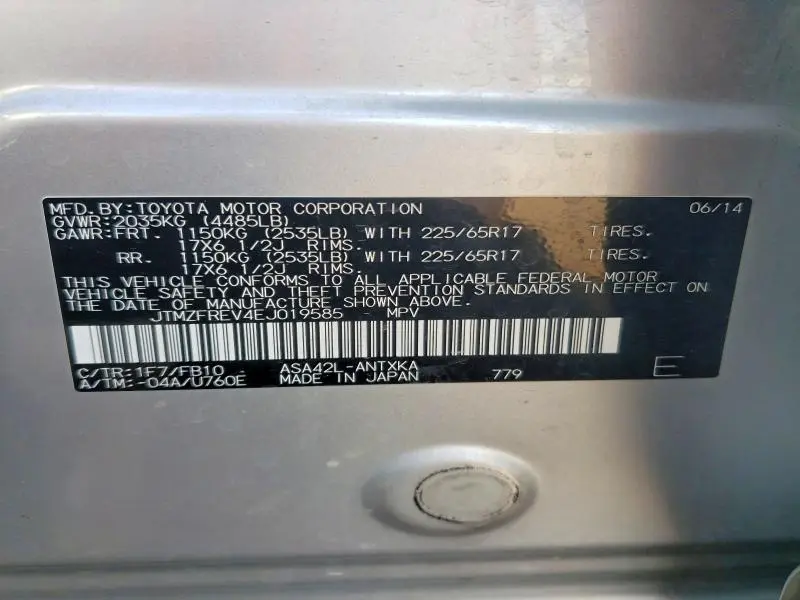 MFD.BY:TOYOTA MOTOR CORPORATION 06/14
GVWR:2035KG (4485LB)
GAWR:FRT. 1150KG (2535LB) WITH 225/65R17 TIRES.
17X6 1/2J RIMS.
RR. 1150KG (2535LB) WITH 225/65R17 TIRES.
17X6 1/2J RIMS.
THIS VEHICLE CONFORMS TO ALL APPLICABLE FEDERAL MOTOR
VEHICLE SAFETY AND THEFT PREVENTION STANDARDS IN EFFECT ON
THE DATE OF MANUFACTURE SHOWN ABOVE.
JTMZFREV4EJ019585 MPV
C/TR:1F7/FB10 ASA42L-ANTXKA
A/TM:-04A/U760E MADE IN JAPAN 779 E